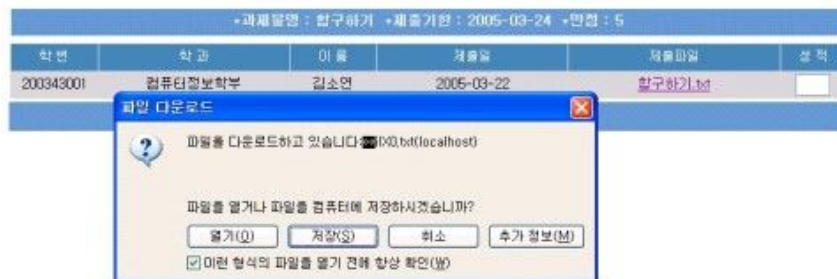 •과제물명 : 합구하기 •제출기한 : 2005-03-24 •만점 : 5
학 번 학 과 이 름 제출일 제출파일 성 적
200343001 컴퓨터정보학부 김소연 2005-03-22 합구하기.txt
파일 다운로드
파일을 다운로드하고 있습니다: .txt(localhost)
파일을 열거나 파일을 컴퓨터에 저장하시겠습니까?
열기(O) 저장(S) 취소 추가 정보(M)
이런 형식의 파일을 열기 전에 항상 확인(W)